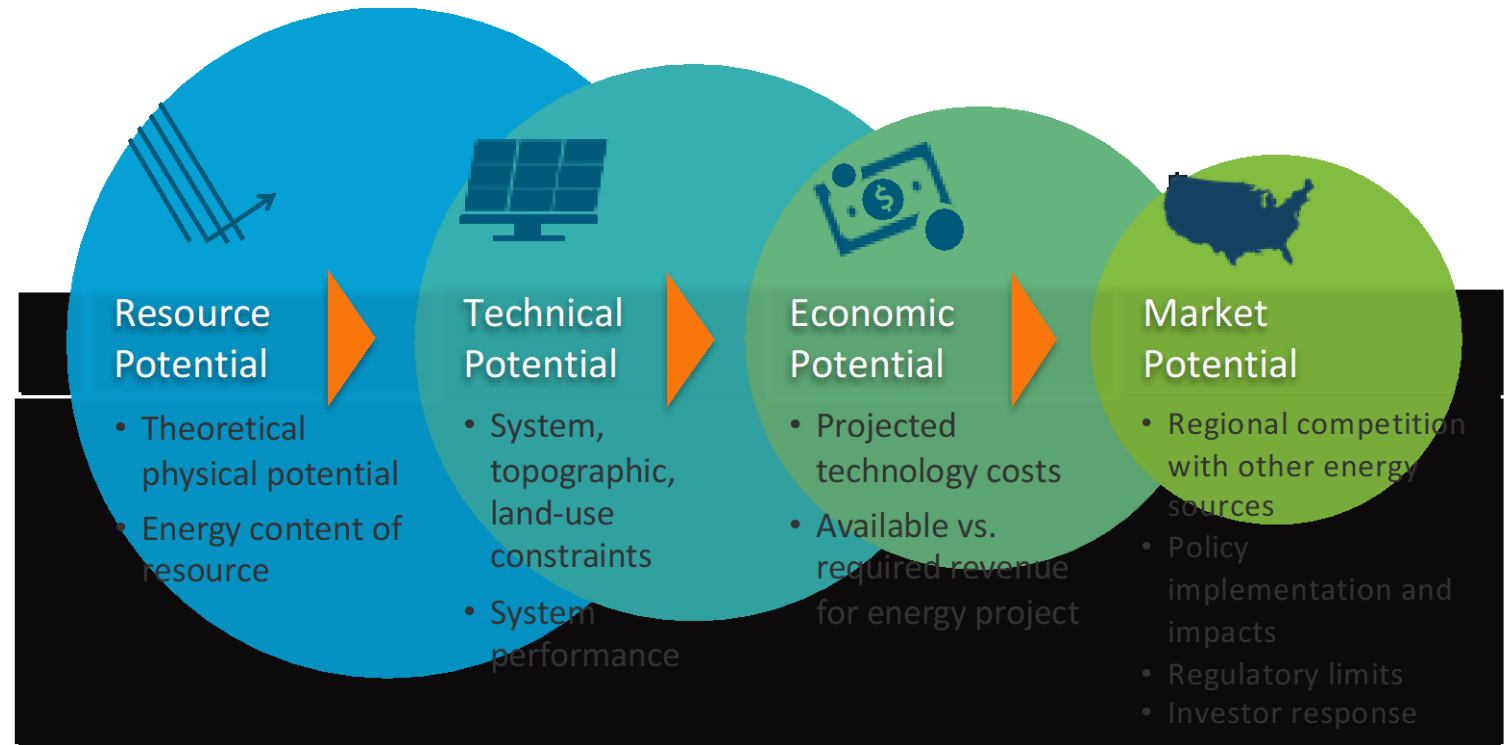 Resource
Potential
• Theoretical
physical potential
• Energy content of
resource
Technical
Potential
• System,
topographic,
land-use
constraints
• System
performance
$
Economic
Potential
• Projected
technology costs
• Available vs.
required revenue
for energy project
Market
Potential
• Regional competition
with other energy
sources
• Policy
implementation and
impacts
• Regulatory limits
• Investor response